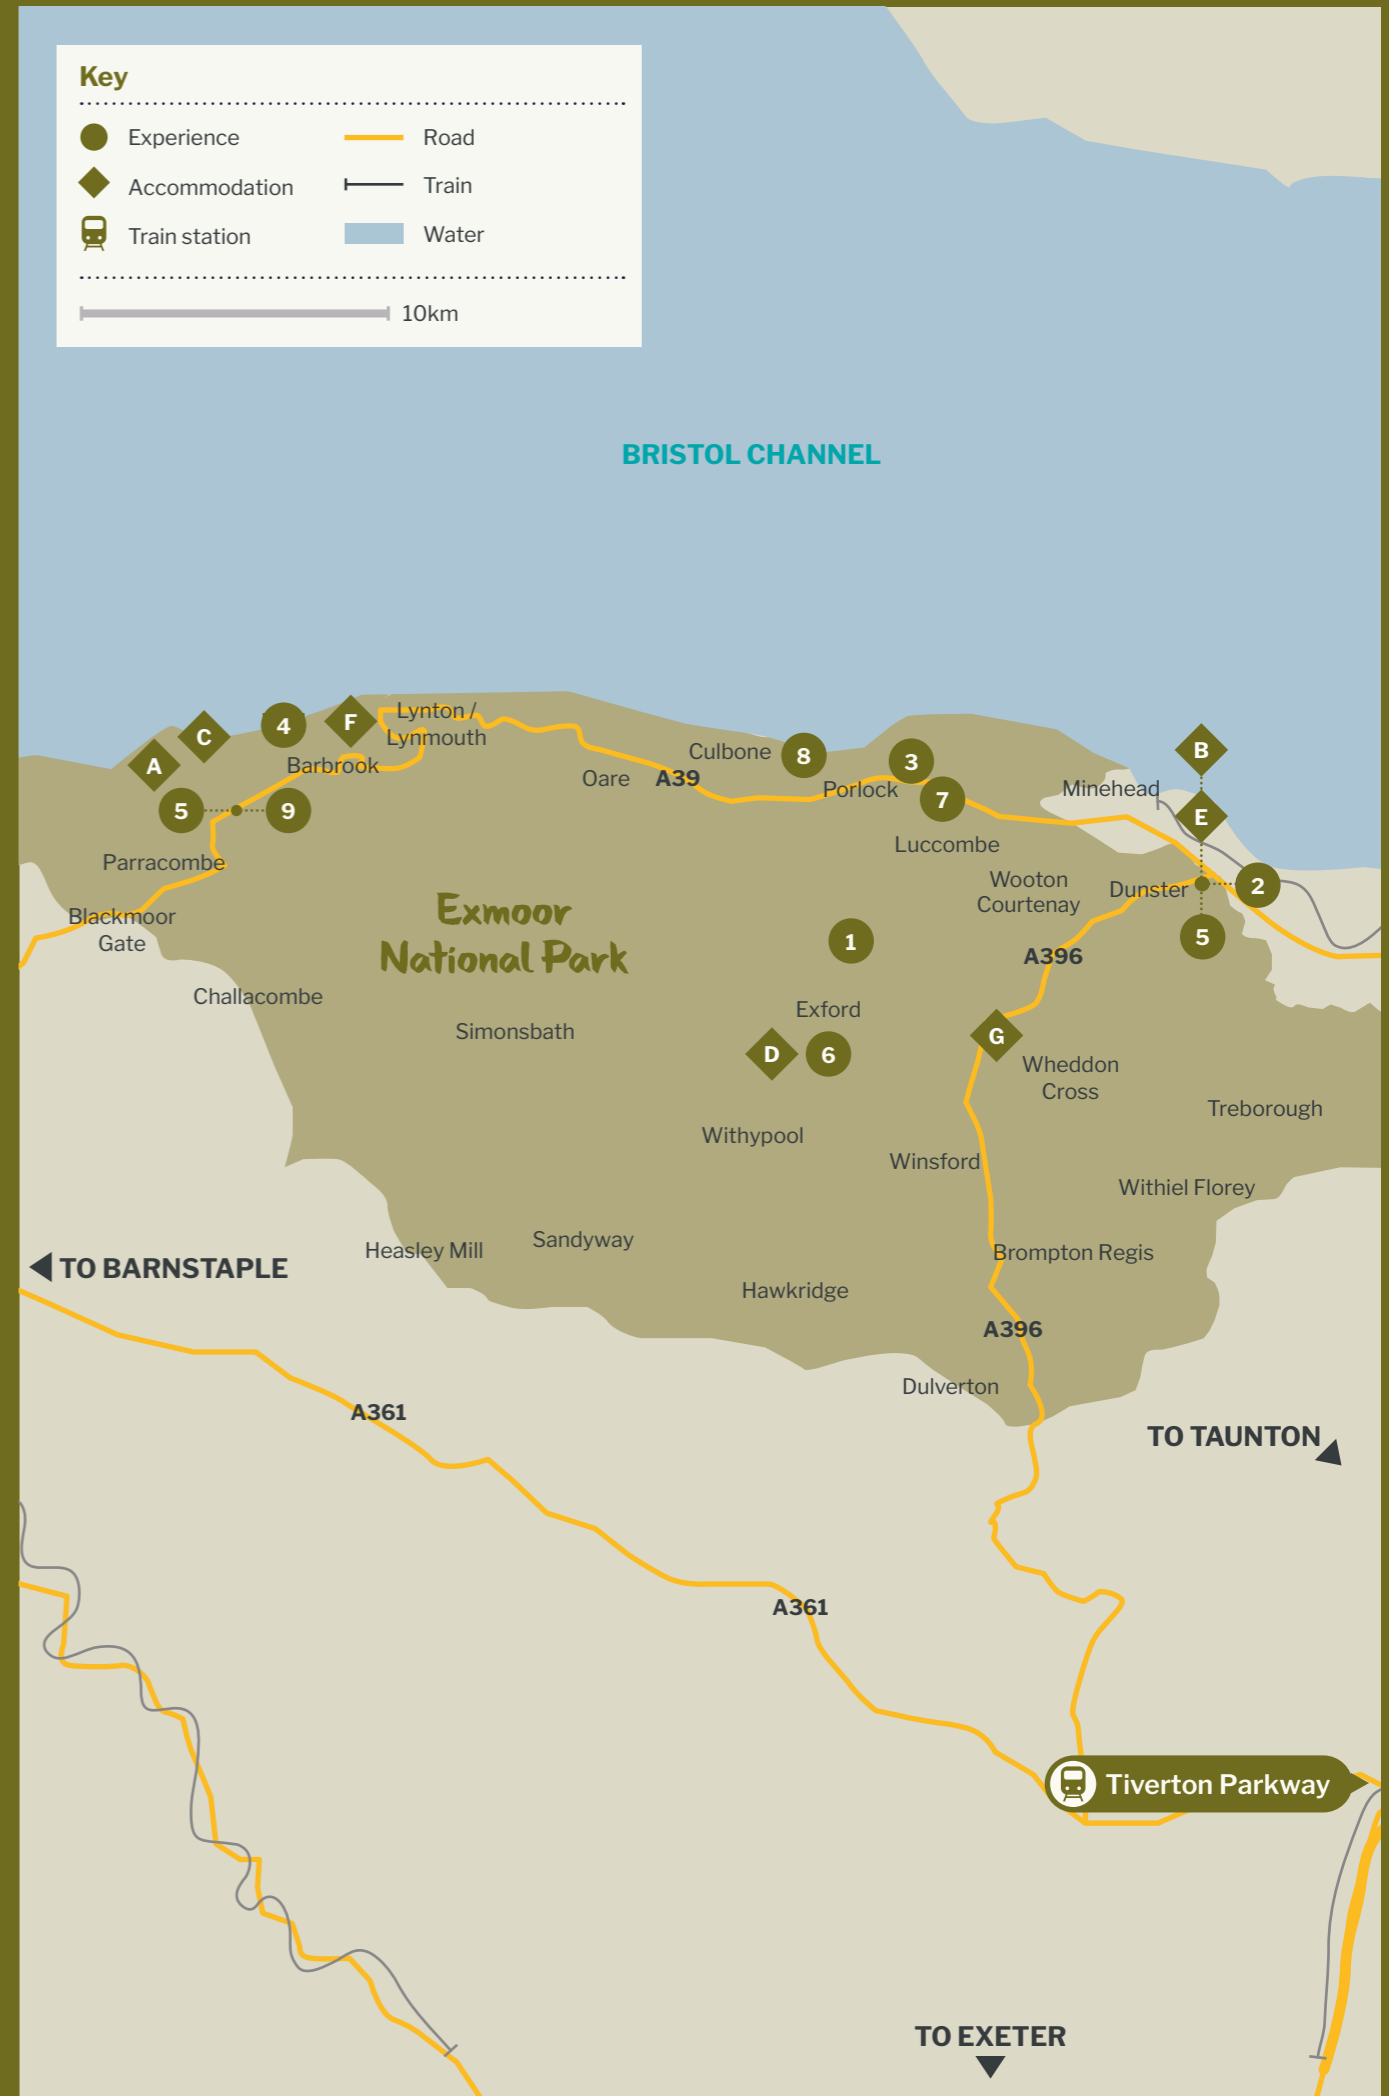 Key
Experience
Road
Accommodation
Train
Train station
Water
10km
BRISTOL CHANNEL
Lynton /
Lynmouth
4
F
C
A
Barbrook
5
9
Parracombe
Blackmoor
Gate
Challacombe
Culbone
8
Oare
A39
3
Porlock
7
Luccombe
Minehead
B
E
Wooton
Courtenay
Dunster
2
5
A396
Exmoor
National Park
1
Exford
Simonsbath
D
6
G
Wheddon
Cross
Treborough
Withypool
Winsford
Withiel Florey
Heasley Mill
Sandyway
Brompton Regis
TO BARNSTAPLE
Hawkridge
A396
Dulverton
A361
TO TAUNTON
A361
Tiverton Parkway
TO EXETER